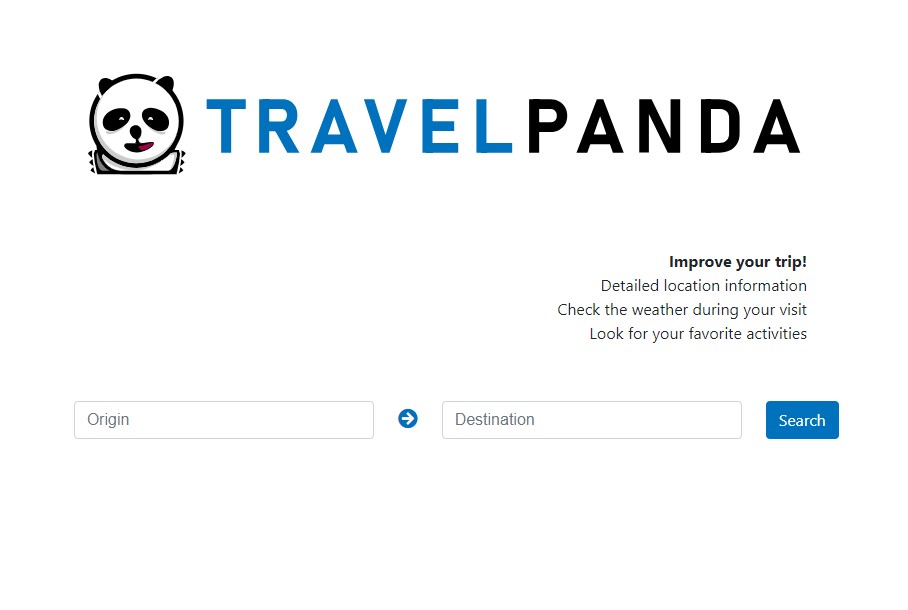 TRAVELPANDA
Improve your trip!
Detailed location information
Check the weather during your visit
Look for your favorite activities
Origin
Destination
Search